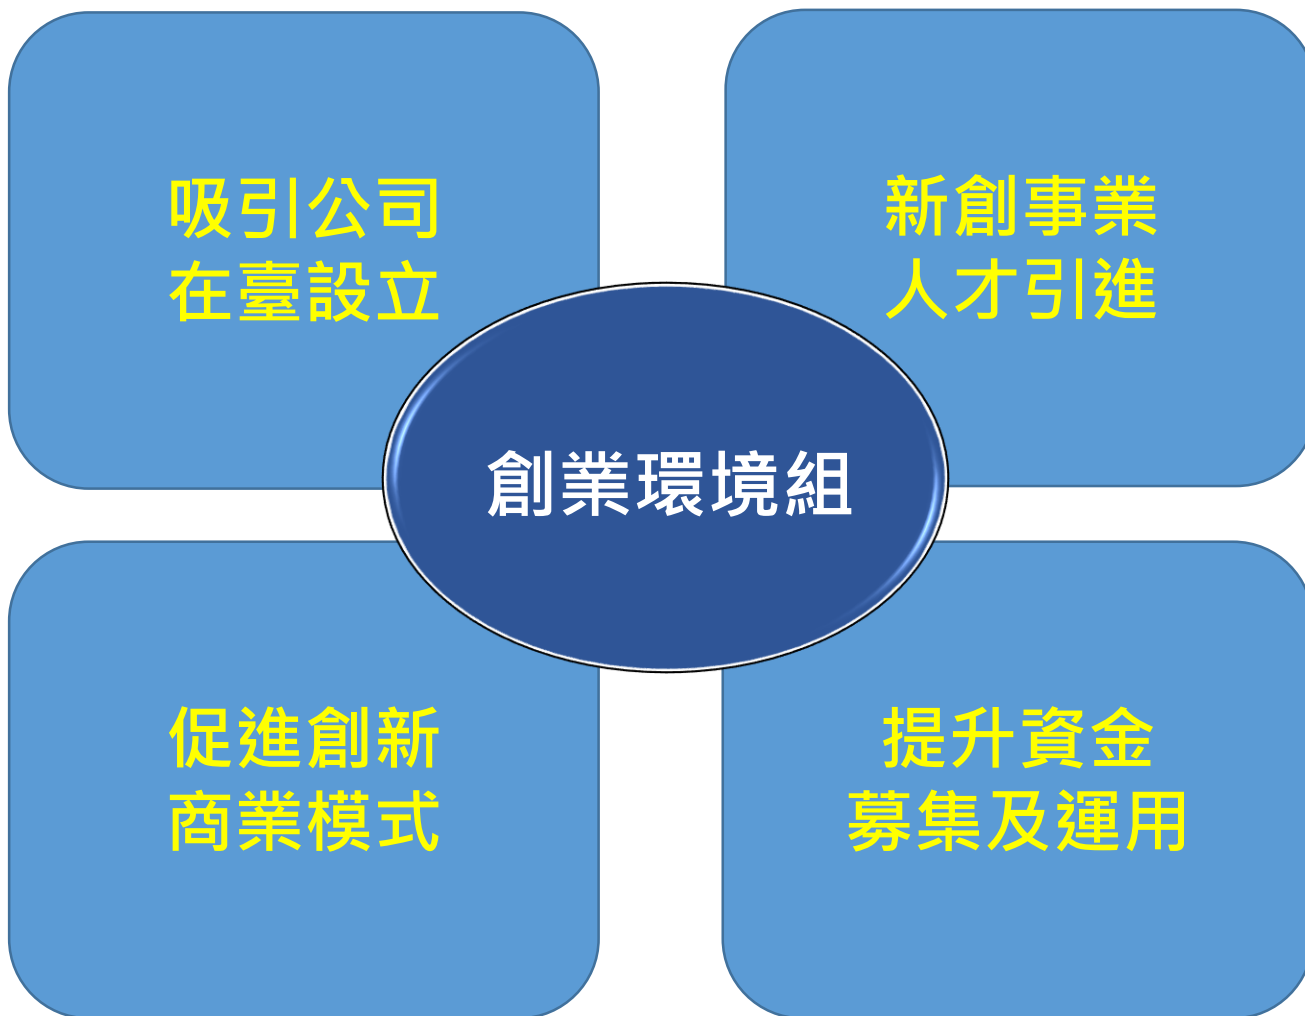 吸引公司
在臺設立
新創事業
人才引進
創業環境組
促進創新
商業模式
提升資金
募集及運用